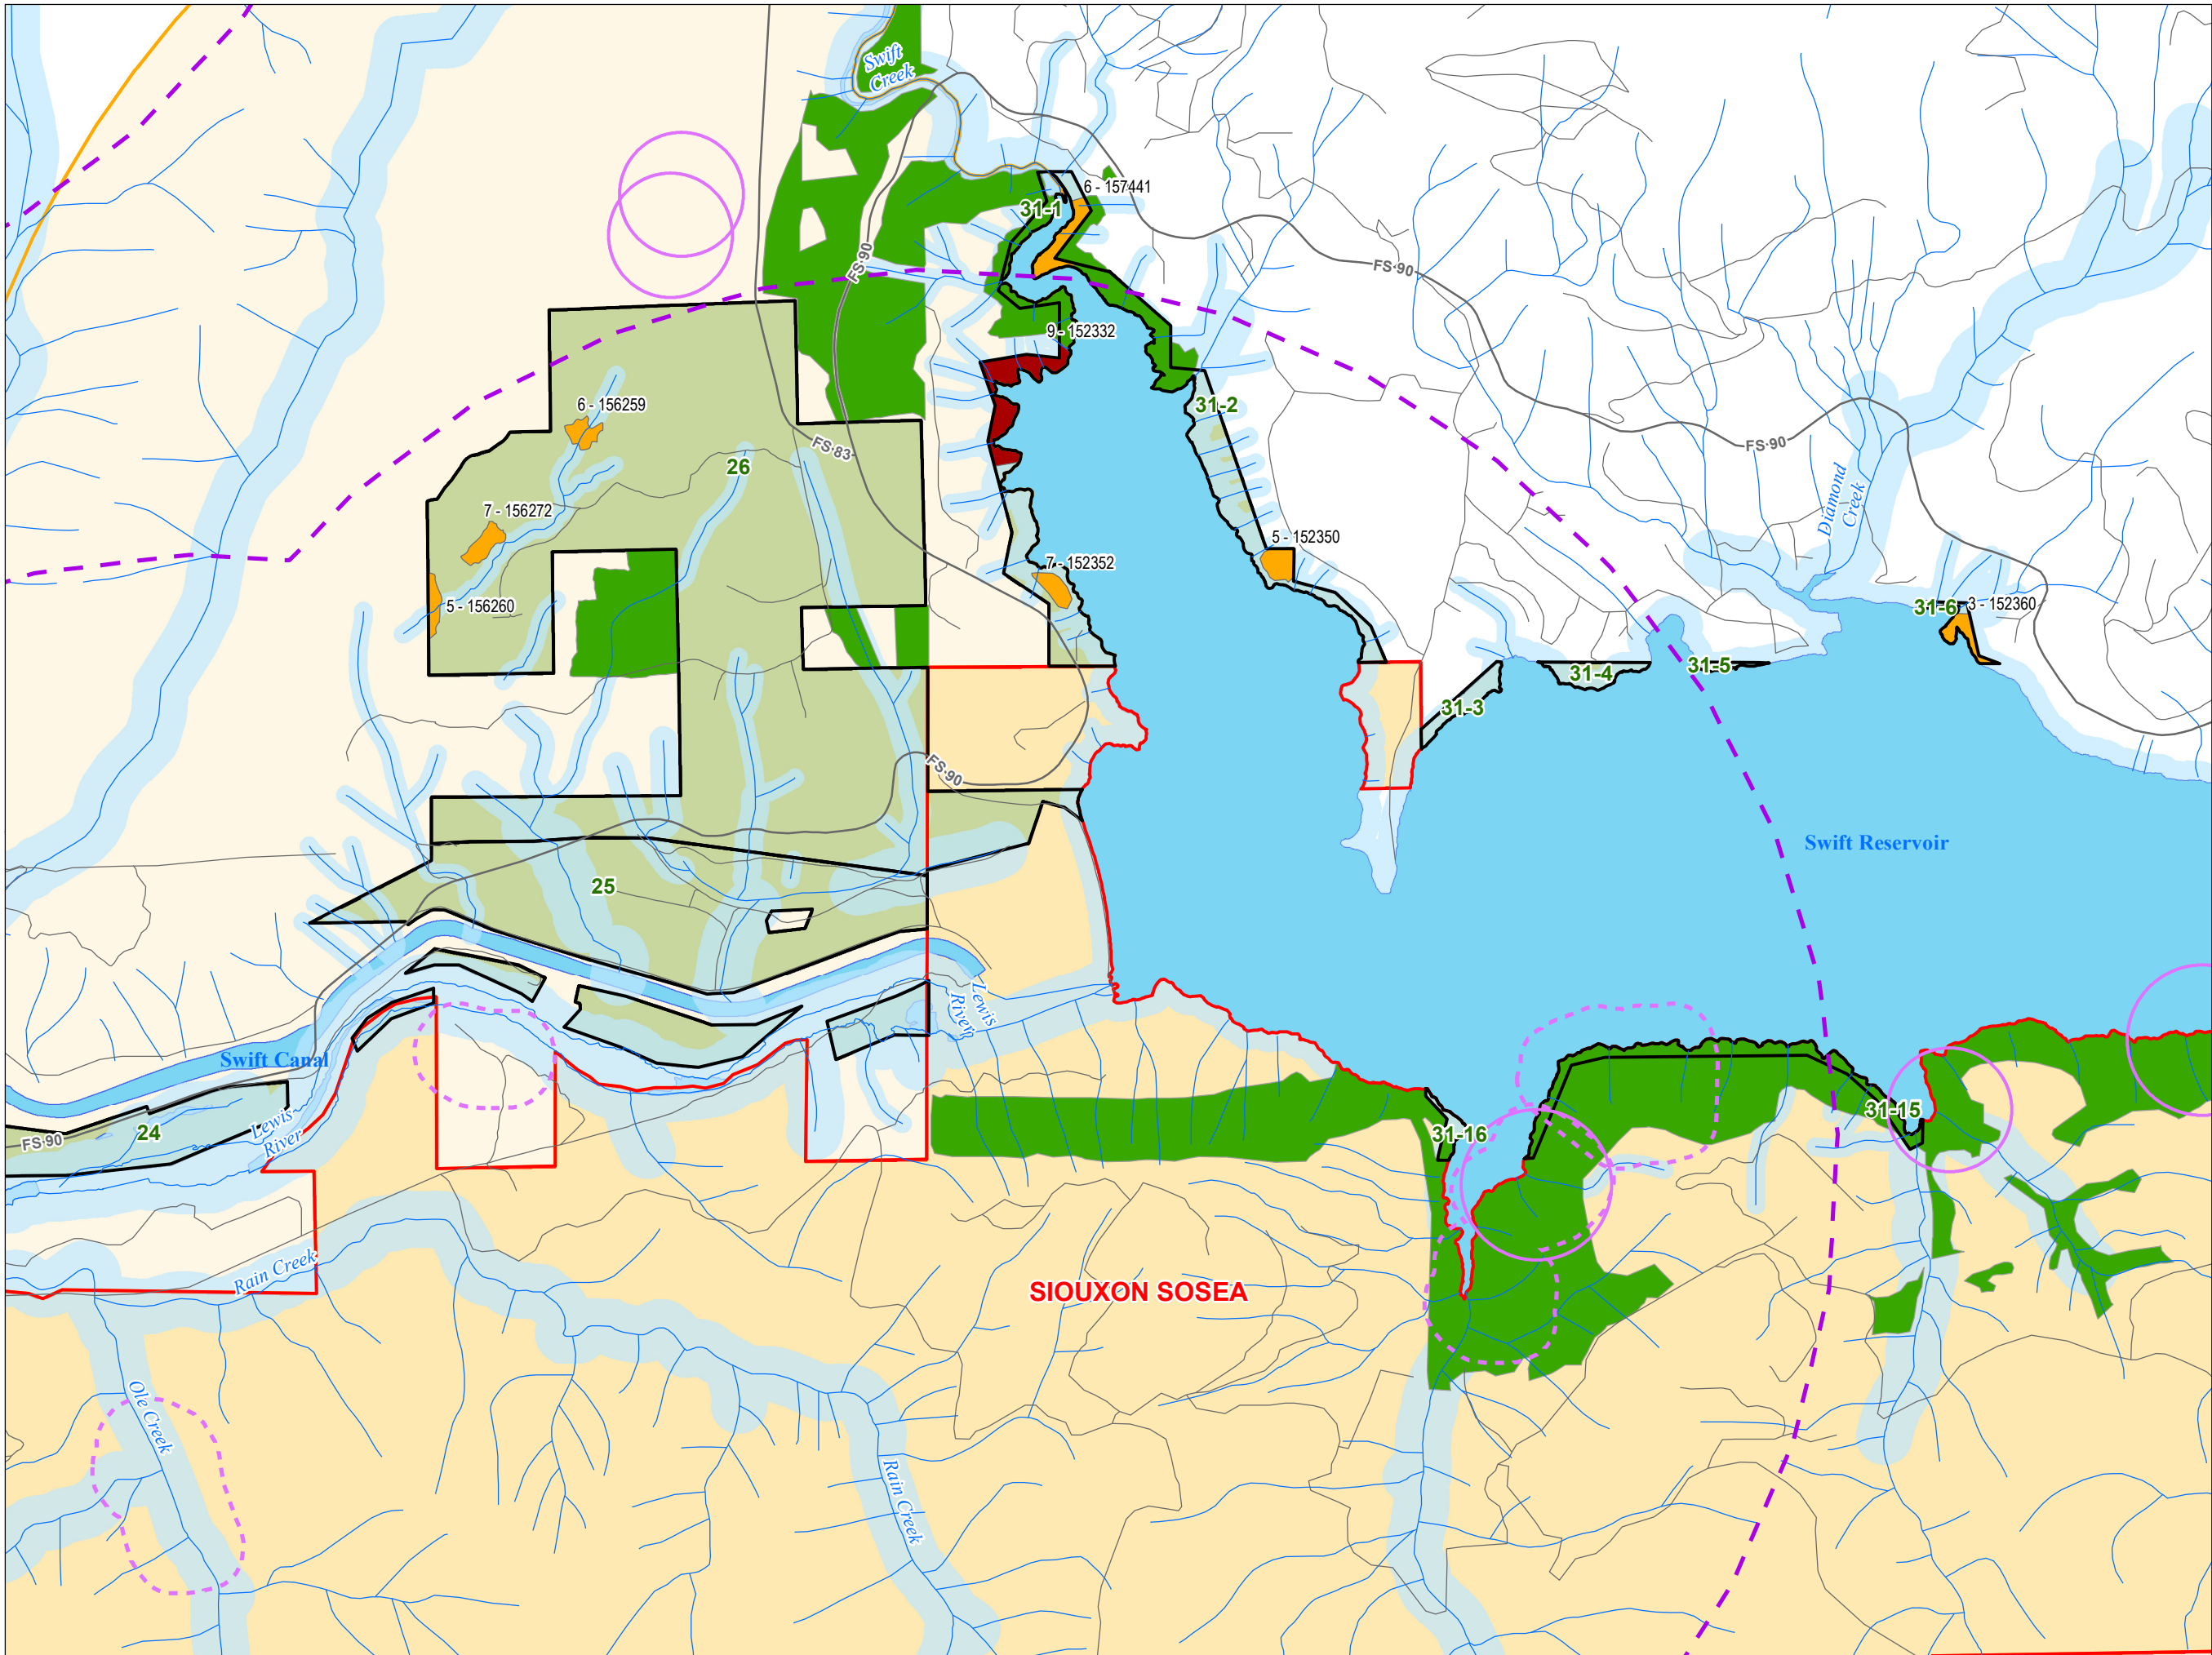 Swift
Creek
6 - 157441
31-1
FS 90
FS 90
9 - 152332
6 - 156259
31-2
FS 83
FS 90
26
Diamond
Creek
7 - 156272
5 - 152350
7 - 152352
5 - 156260
31-6
3 - 152360
31-5
31-4
31-3
FS 90
Swift Reservoir
25
Lewis
River
Swift Canal
31-15
Lewis
River
24
FS 90
31-16
Rain Creek
SIOUXON SOSEA
Ole Creek
Rain Creek